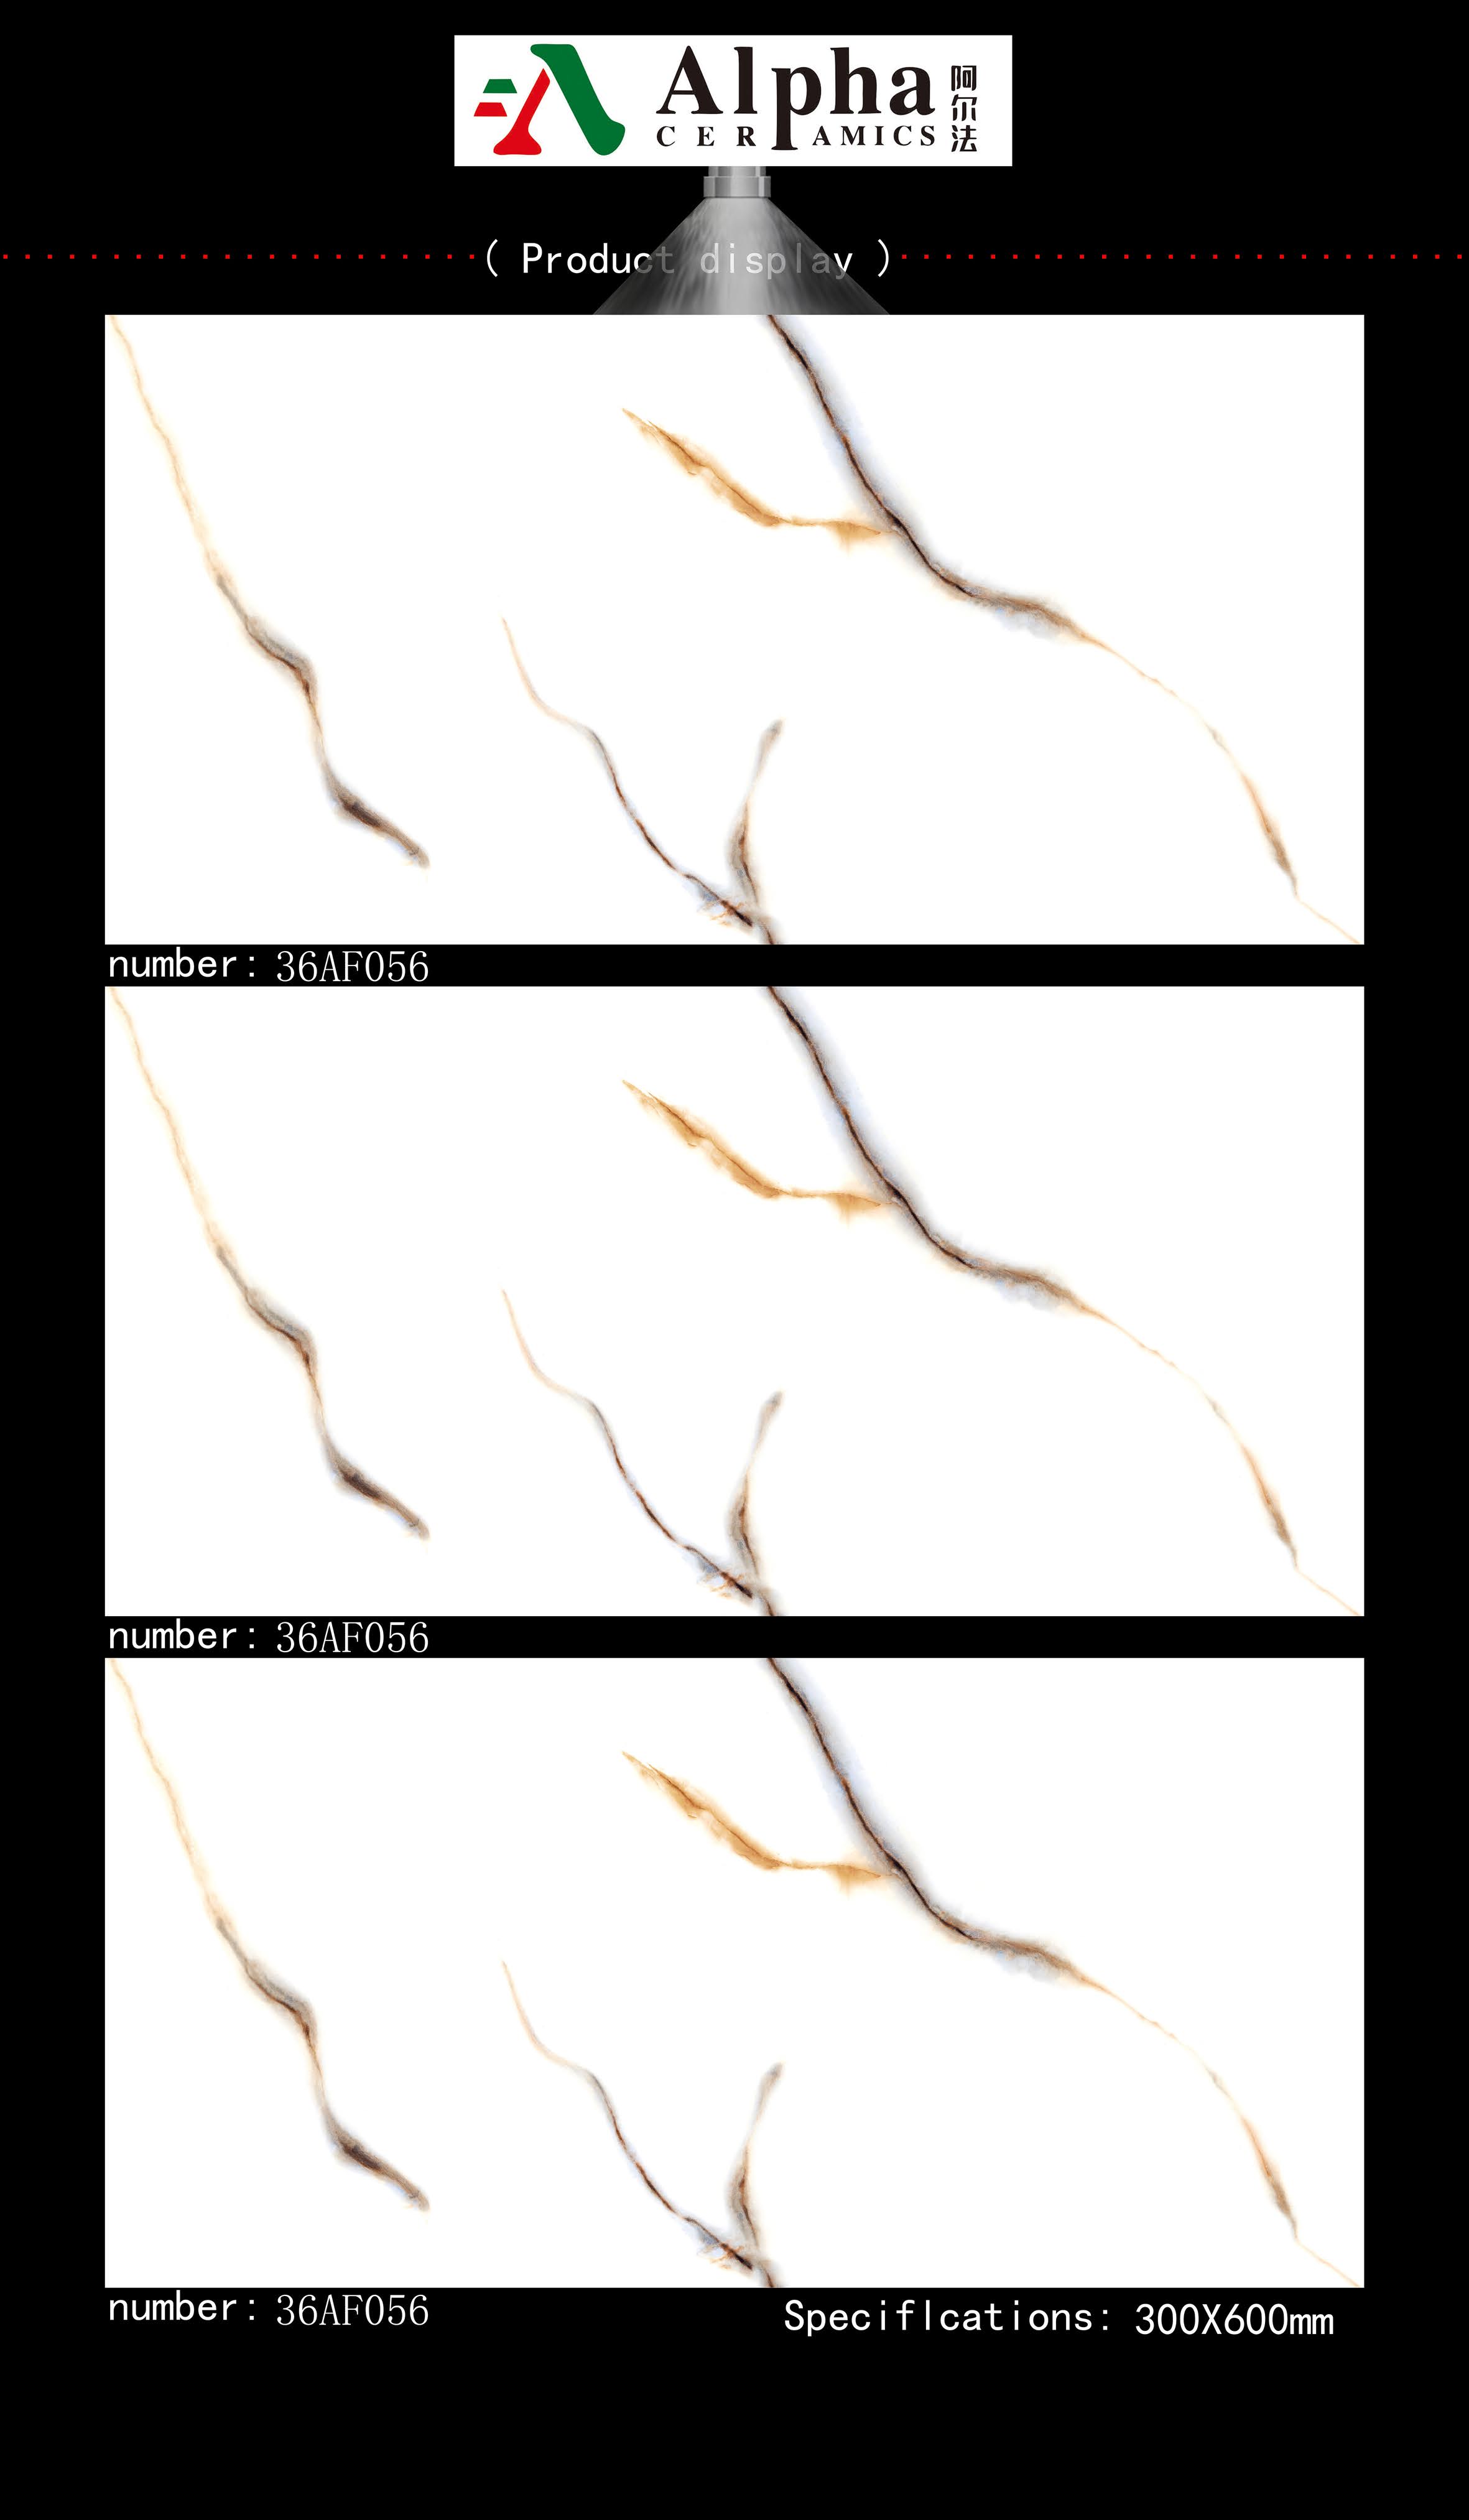 Alpha
CERAMICS
阿尔法
( Product display )
number: 36AF056
number: 36AF056
number: 36AF056
Speciflcations: 300X600mm